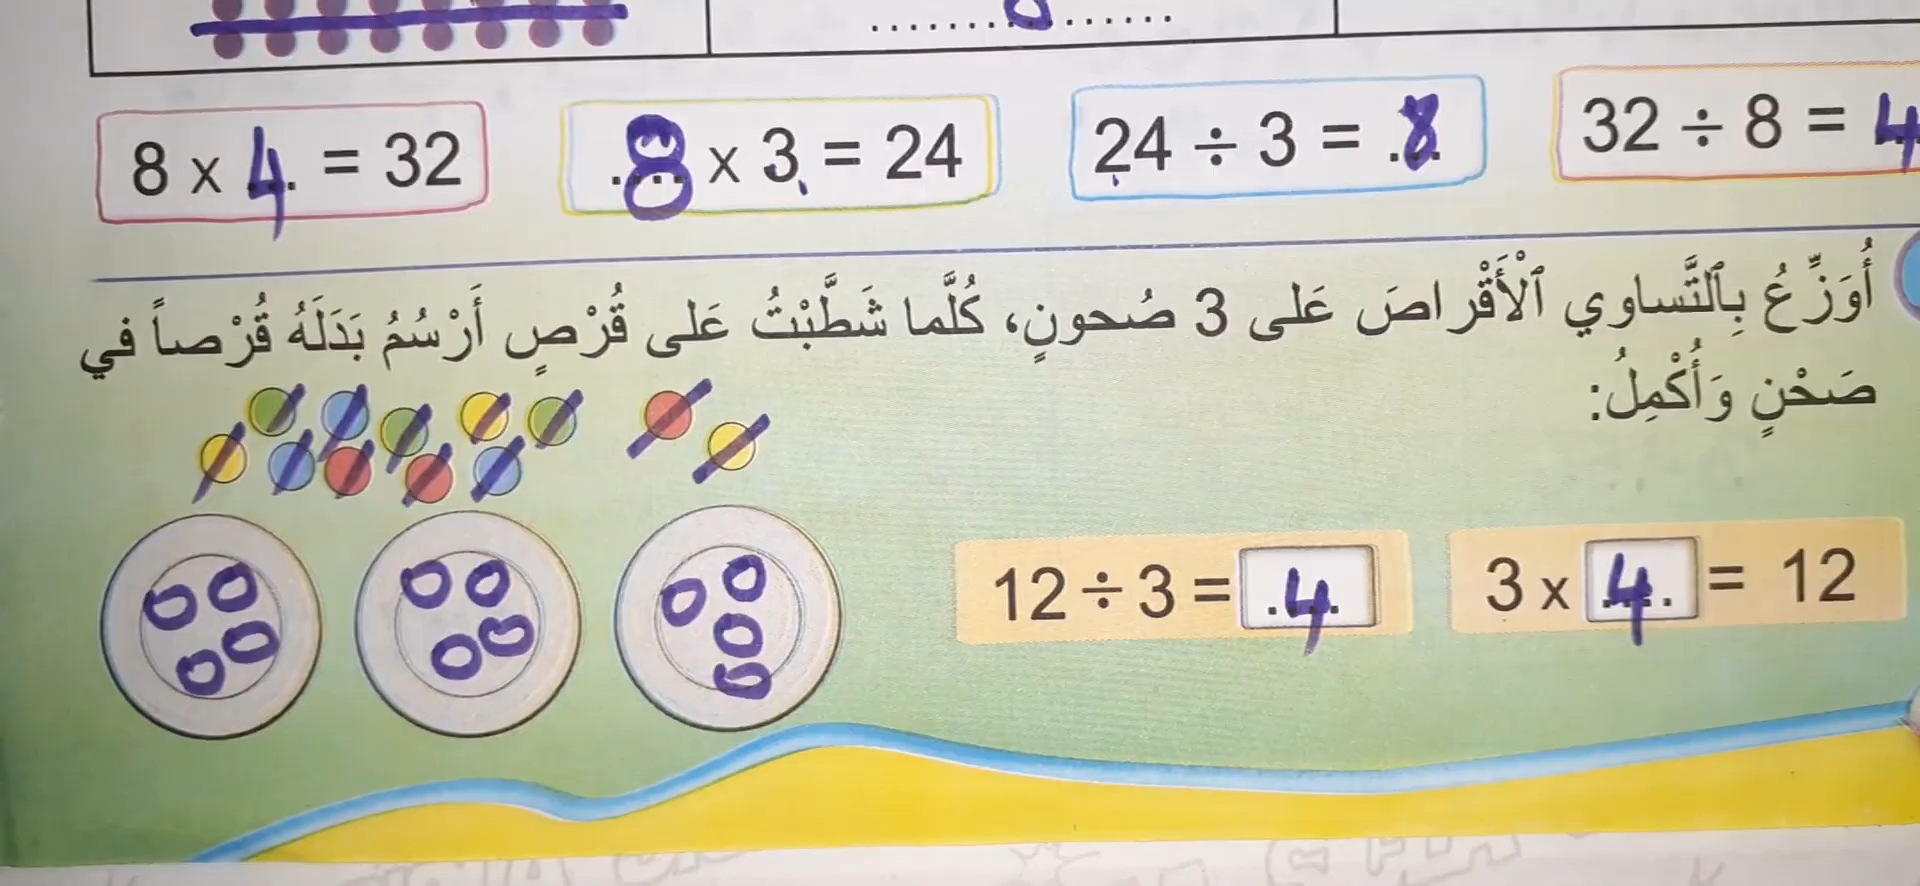 8 x 4 = 32
8 x 3 = 24
24 ÷ 3 = 8
32 ÷ 8 = 4
أُوَزِّعُ بِٱلتَّساوي ٱلْأَقْراصَ عَلى 3 صُحونٍ، كُلَّما شَطَّبْتُ عَلى قُرْصٍ أَرْسُمُ بَدَلَهُ قُرْصاً في
صَحْنٍ وَأُكْمِلُ:
12 ÷ 3 = 4
3 x 4 = 12